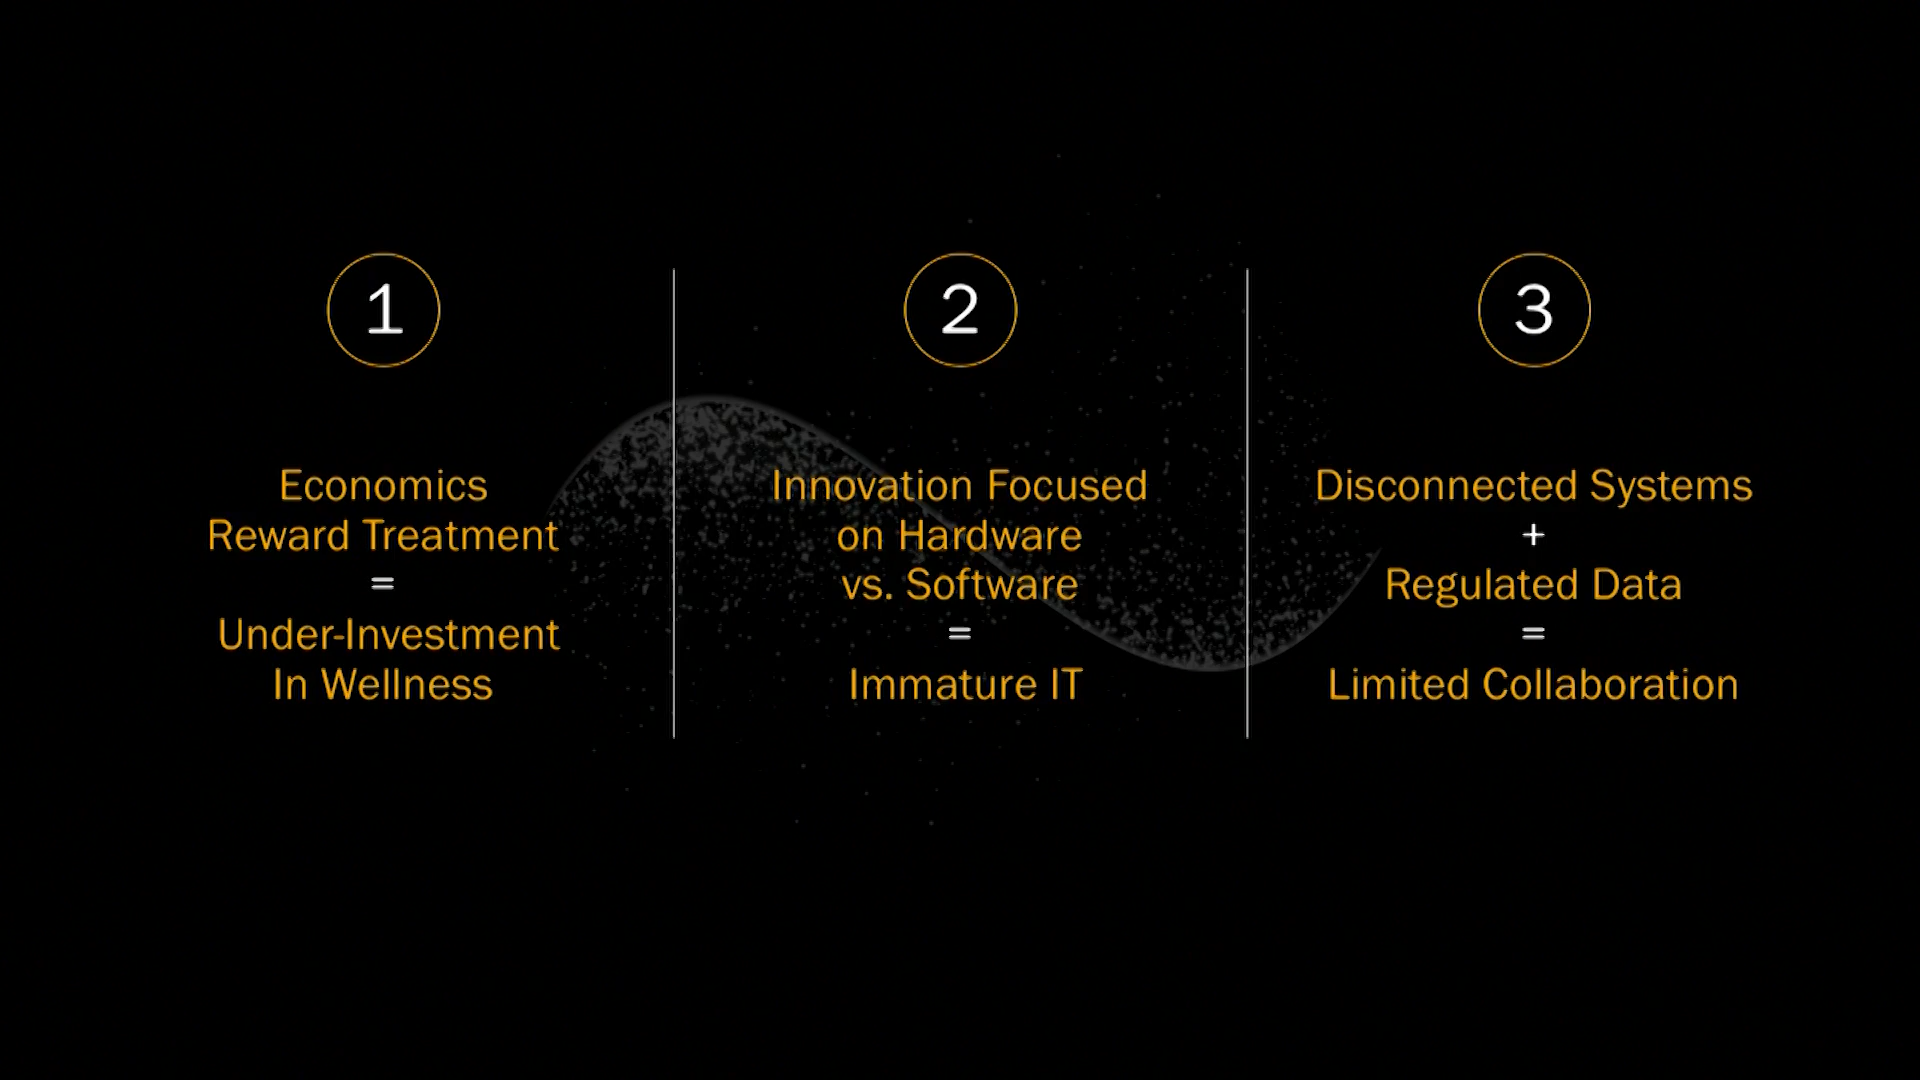 1
Economics
Reward Treatment
=
Under-Investment
In Wellness
2
Innovation Focused
on Hardware
vs. Software
=
Immature IT
3
Disconnected Systems
+
Regulated Data
=
Limited Collaboration